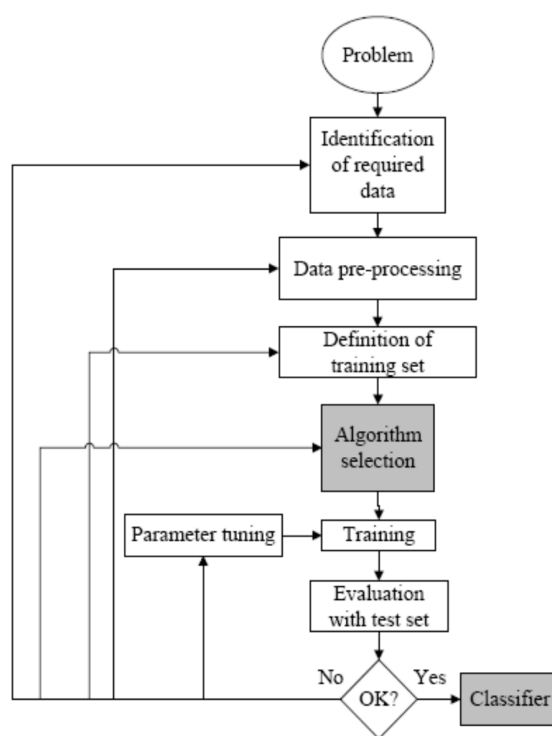 Problem
Identification
of required
data
Data pre-processing
Definition of
training set
Algorithm
selection
Parameter tuning
Training
Evaluation
with test set
No
OK?
Yes
Classifier